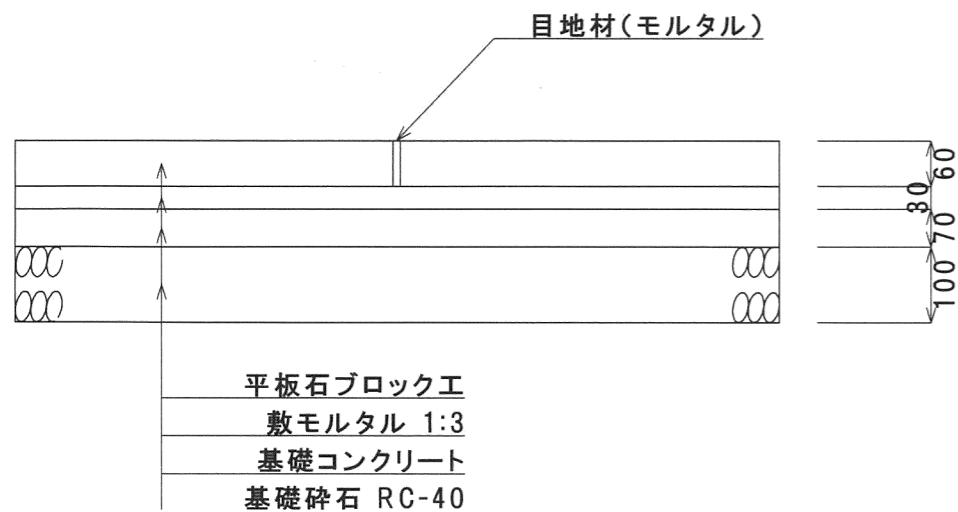 目地材(モルタル)
60
30
70
100
平板石ブロック工
敷モルタル 1:3
基礎コンクリート
基礎砕石 RC-40